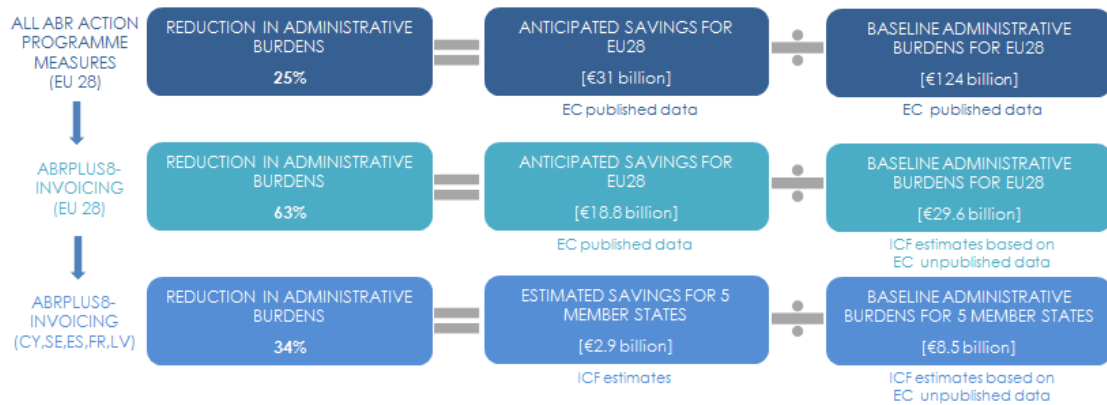 ALL ABR ACTION
PROGRAMME
MEASURES
(EU 28)
REDUCTION IN ADMINISTRATIVE
BURDENS
25%
ANTICIPATED SAVINGS FOR
EU28
[€31 billion]
EC published data
BASELINE ADMINISTRATIVE
BURDENS FOR EU28
[€124 billion]
EC published data
ABRPLUS8-
INVOICING
(EU 28)
REDUCTION IN ADMINISTRATIVE
BURDENS
63%
ANTICIPATED SAVINGS FOR
EU28
[€18.8 billion]
EC published data
BASELINE ADMINISTRATIVE
BURDENS FOR EU28
[€29.6 billion]
ICF estimates based on
EC unpublished data
ABRPLUS8-
INVOICING
(CY,SE,ES,FR,LV)
REDUCTION IN ADMINISTRATIVE
BURDENS
34%
ESTIMATED SAVINGS FOR 5
MEMBER STATES
[€2.9 billion]
ICF estimates
BASELINE ADMINISTRATIVE
BURDENS FOR 5 MEMBER STATES
[€8.5 billion]
ICF estimates based on
EC unpublished data